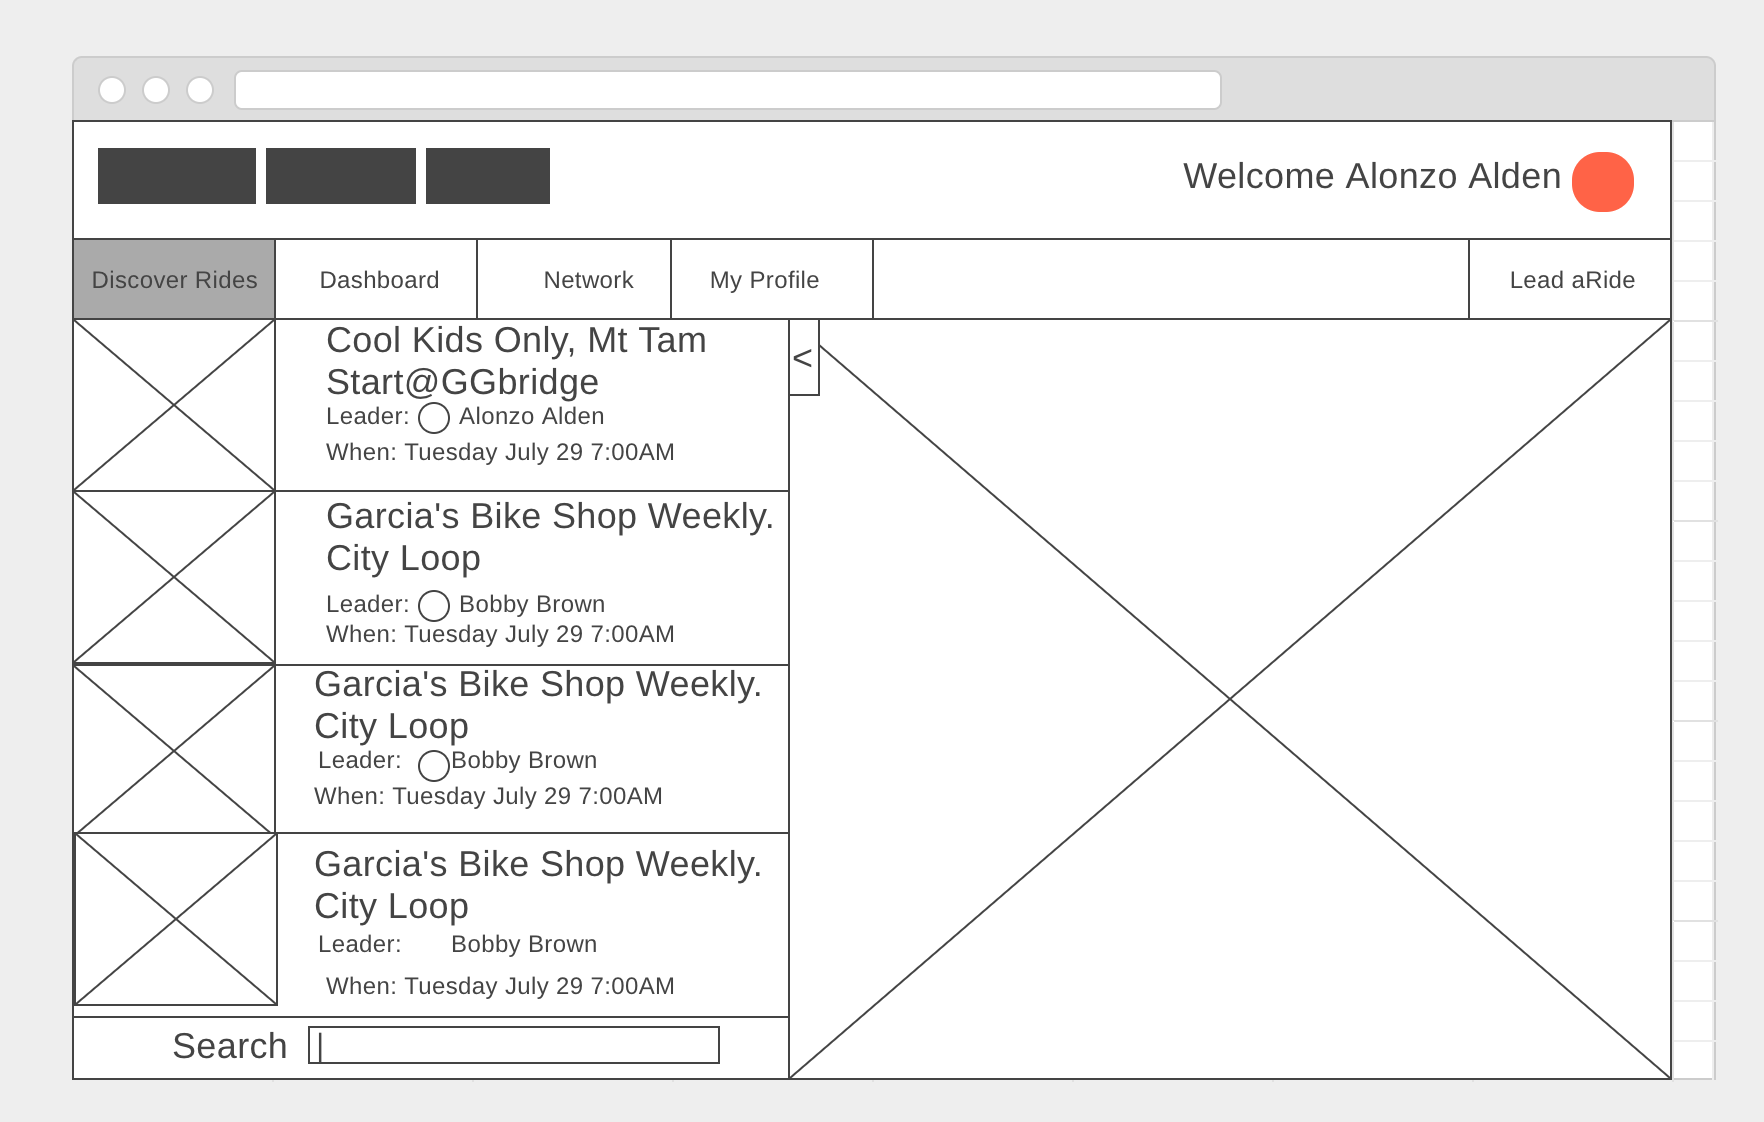 Welcome Alonzo Alden
Discover Rides
Dashboard
Network
My Profile
Lead aRide
<
Cool Kids Only, Mt Tam
Start@GGbridge
Leader: Alonzo Alden
When: Tuesday July 29 7:00AM
Garcia's Bike Shop Weekly.
City Loop
Leader: Bobby Brown
When: Tuesday July 29 7:00AM
Garcia's Bike Shop Weekly.
City Loop
Leader: Bobby Brown
When: Tuesday July 29 7:00AM
Garcia's Bike Shop Weekly.
City Loop
Leader: Bobby Brown
When: Tuesday July 29 7:00AM
Search